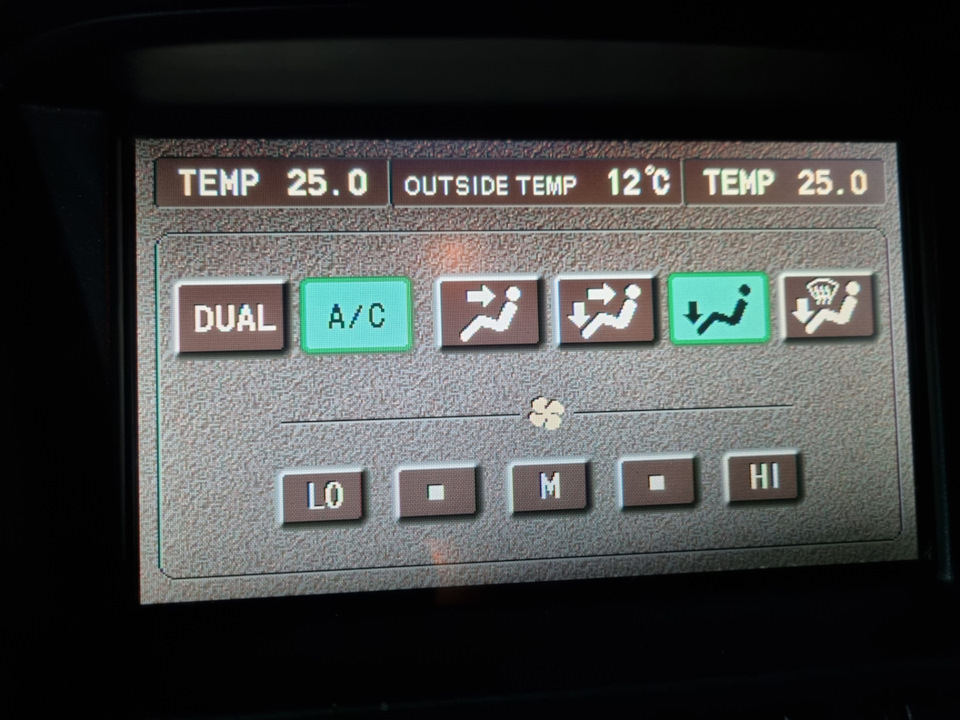 TEMP 25.0 OUTSIDE TEMP 12°C TEMP 25.0
DUAL A/C
LO M HI